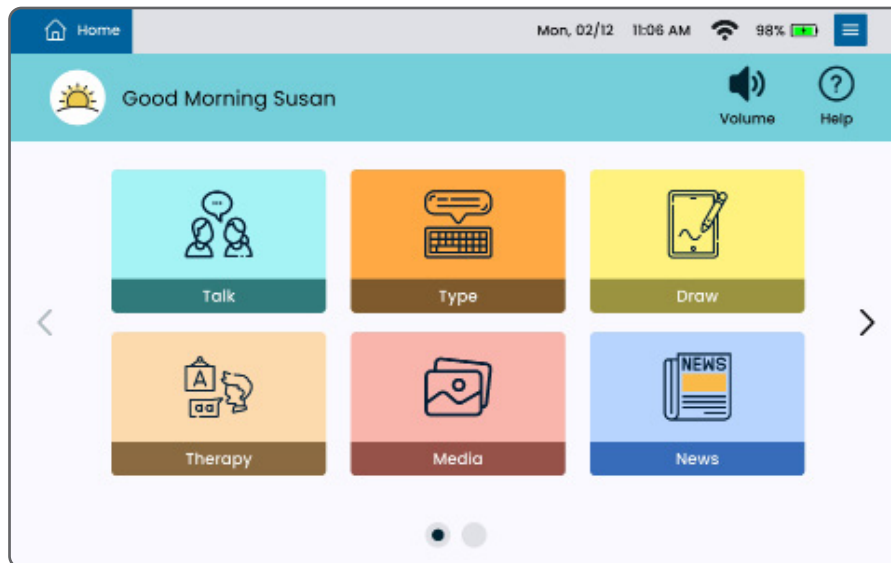 Home
Mon, 02/12 11:06 AM 98%
Good Morning Susan
Volume
?
Help
Talk
Type
Draw
A
aa
NEWS
Therapy
Media
News